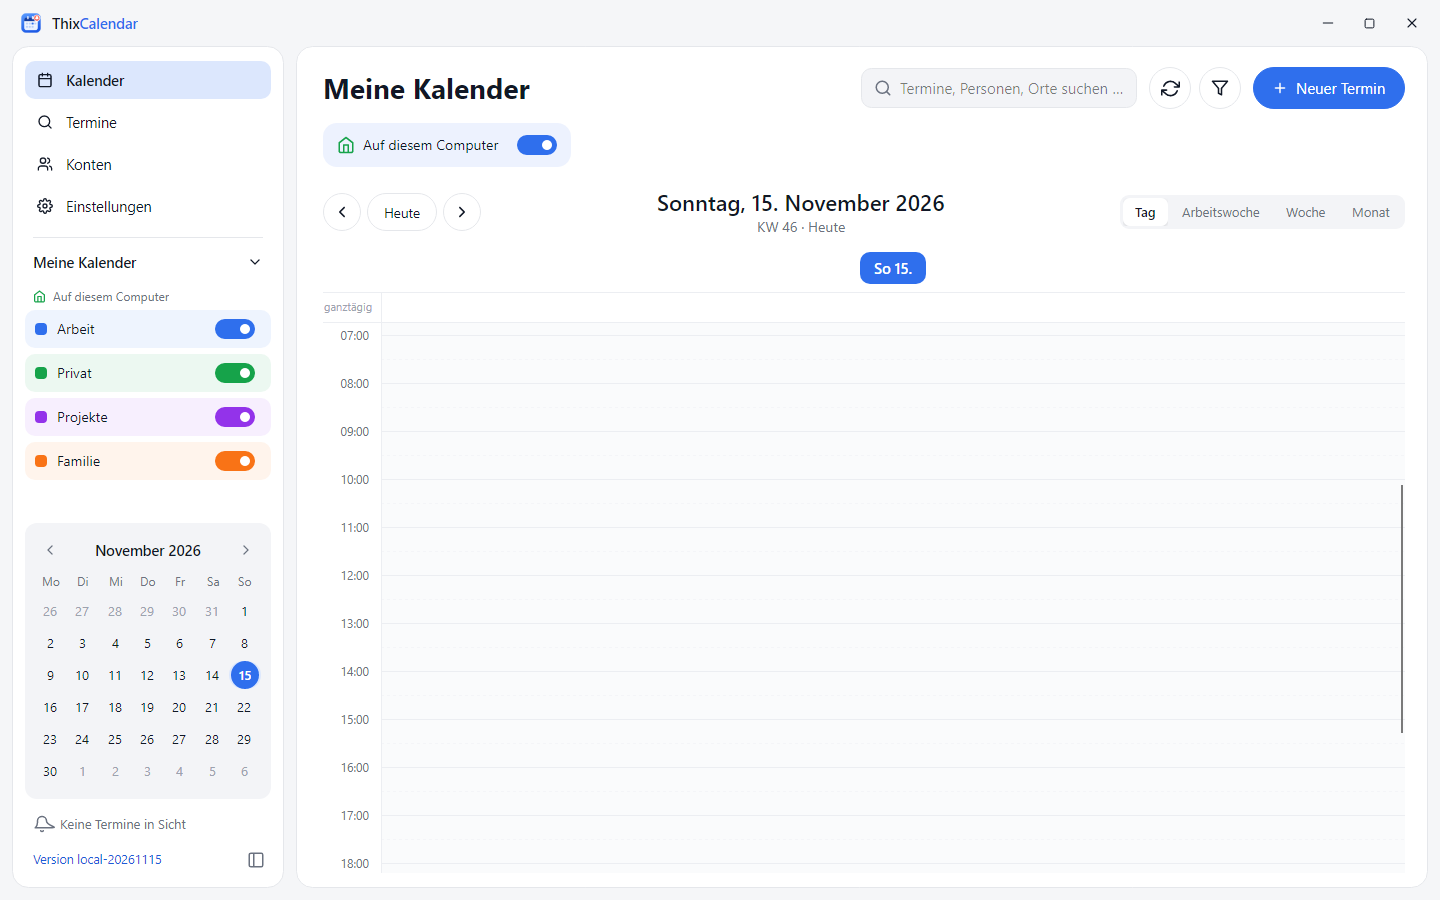 ThixCalendar
Kalender
Termine
Konten
Einstellungen
Meine Kalender
Auf diesem Computer
Arbeit
Privat
Projekte
Familie
November 2026
Mo Di Mi Do Fr Sa So
26 27 28 29 30 31 1
2 3 4 5 6 7 8
9 10 11 12 13 14 15
16 17 18 19 20 21 22
23 24 25 26 27 28 29
30 1 2 3 4 5 6
Keine Termine in Sicht
Version local-20261115
Meine Kalender
Termine, Personen, Orte suchen ...
Neuer Termin
Auf diesem Computer
Heute
Sonntag, 15. November 2026
KW 46 · Heute
Tag Arbeitswoche Woche Monat
So 15.
ganztägig
07:00
08:00
09:00
10:00
11:00
12:00
13:00
14:00
15:00
16:00
17:00
18:00